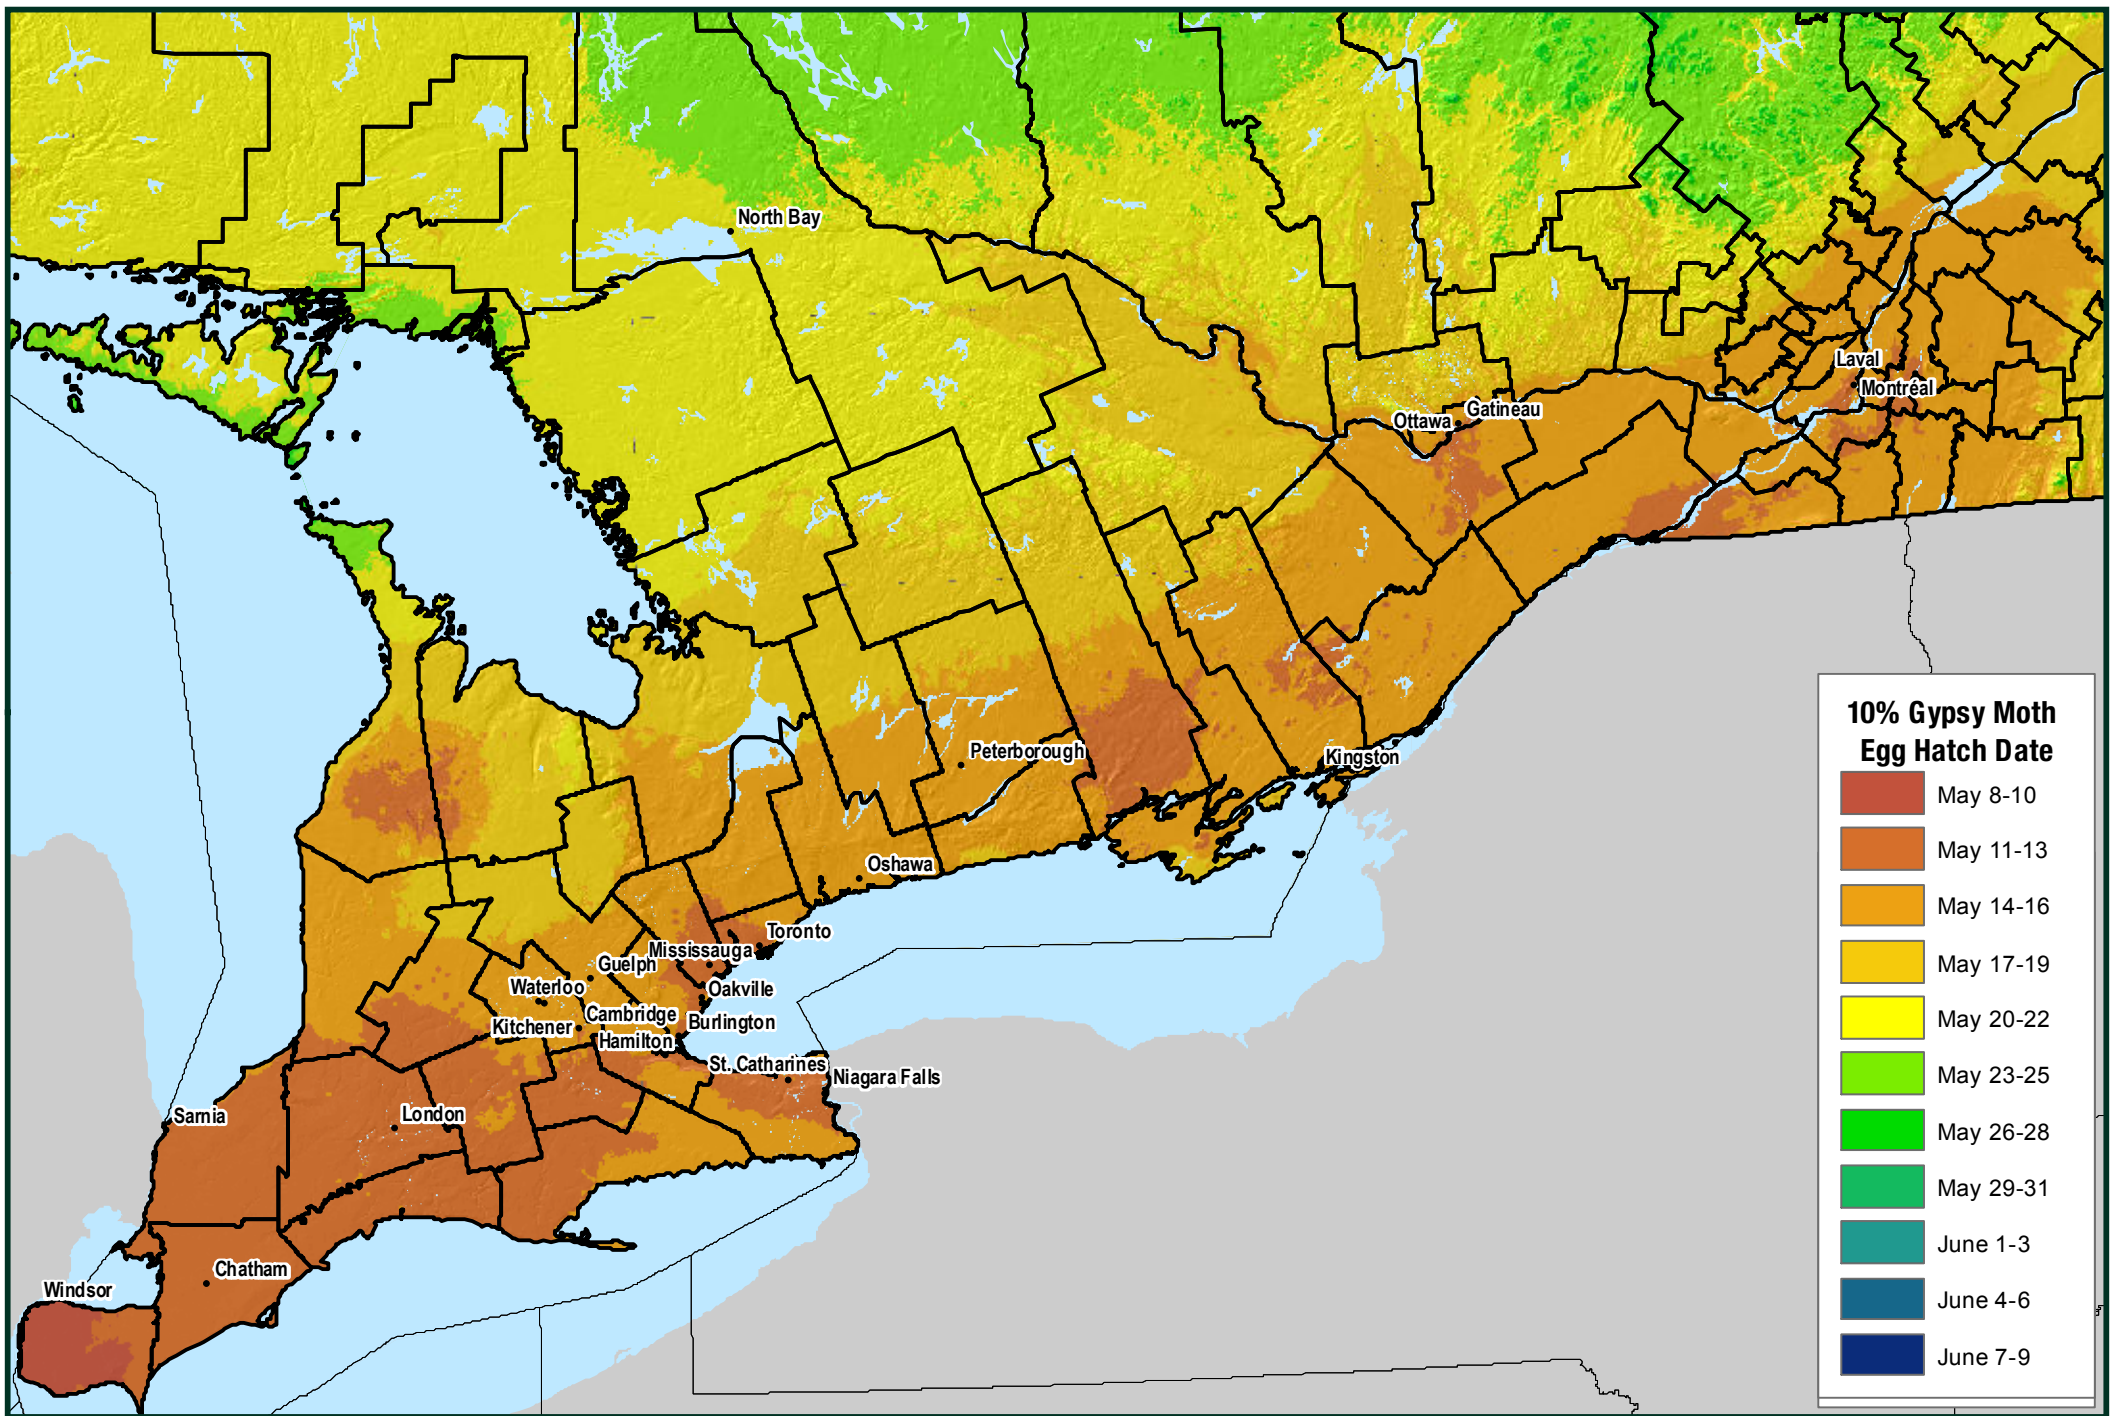 North Bay
Laval
Montréal
Gatineau
Ottawa
Peterborough
Kingston
Oshawa
Toronto
Mississauga
Guelph
Waterloo
Oakville
Cambridge
Burlington
Kitchener
Hamilton
St. Catharines
Niagara Falls
Sarnia
London
Chatham
Windsor
10% Gypsy Moth
Egg Hatch Date
May 8-10
May 11-13
May 14-16
May 17-19
May 20-22
May 23-25
May 26-28
May 29-31
June 1-3
June 4-6
June 7-9